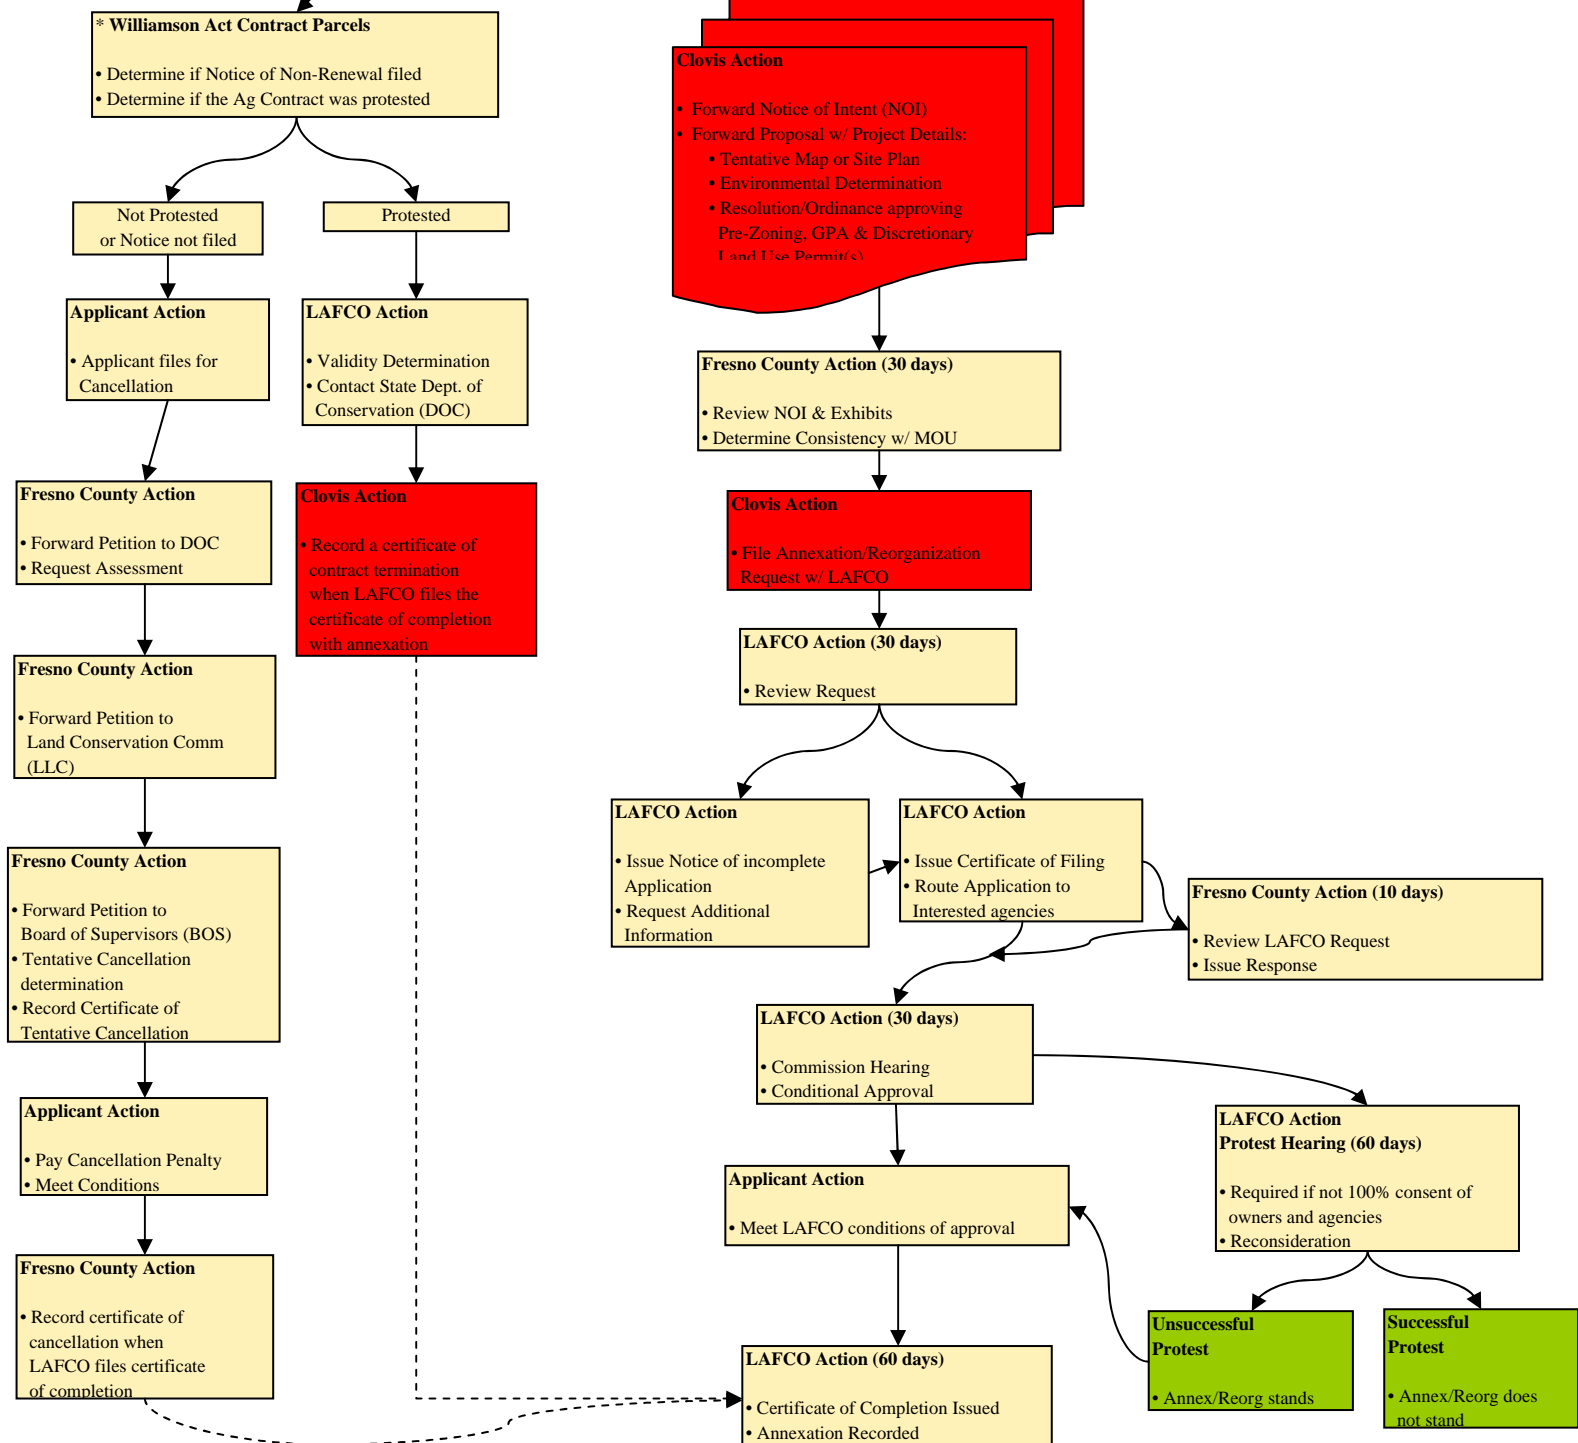 * Williamson Act Contract Parcels
• Determine if Notice of Non-Renewal filed
• Determine if the Ag Contract was protested
Not Protested
or Notice not filed
Protested
Applicant Action
• Applicant files for
Cancellation
LAFCO Action
• Validity Determination
• Contact State Dept. of
Conservation (DOC)
Fresno County Action
• Forward Petition to DOC
• Request Assessment
Clovis Action
• Record a certificate of
contract termination
when LAFCO files the
certificate of completion
with annexation
Fresno County Action
• Forward Petition to
Land Conservation Comm
(LLC)
Fresno County Action
• Forward Petition to
Board of Supervisors (BOS)
• Tentative Cancellation
determination
• Record Certificate of
Tentative Cancellation
Applicant Action
• Pay Cancellation Penalty
• Meet Conditions
Fresno County Action
• Record certificate of
cancellation when
LAFCO files certificate
of completion
Clovis Action
• Forward Notice of Intent (NOI)
• Forward Proposal w/ Project Details:
• Tentative Map or Site Plan
• Environmental Determination
• Resolution/Ordinance approving
Pre-Zoning, GPA & Discretionary
Land Use Permit(s)
Fresno County Action (30 days)
• Review NOI & Exhibits
• Determine Consistency w/ MOU
Clovis Action
• File Annexation/Reorganization
Request w/ LAFCO
LAFCO Action (30 days)
• Review Request
LAFCO Action
• Issue Notice of incomplete
Application
• Request Additional
Information
LAFCO Action
• Issue Certificate of Filing
• Route Application to
Interested agencies
Fresno County Action (10 days)
• Review LAFCO Request
• Issue Response
LAFCO Action (30 days)
• Commission Hearing
• Conditional Approval
LAFCO Action
Protest Hearing (60 days)
• Required if not 100% consent of
owners and agencies
• Reconsideration
Applicant Action
• Meet LAFCO conditions of approval
Unsuccessful
Protest
• Annex/Reorg stands
Successful
Protest
• Annex/Reorg does
not stand
LAFCO Action (60 days)
• Certificate of Completion Issued
• Annexation Recorded